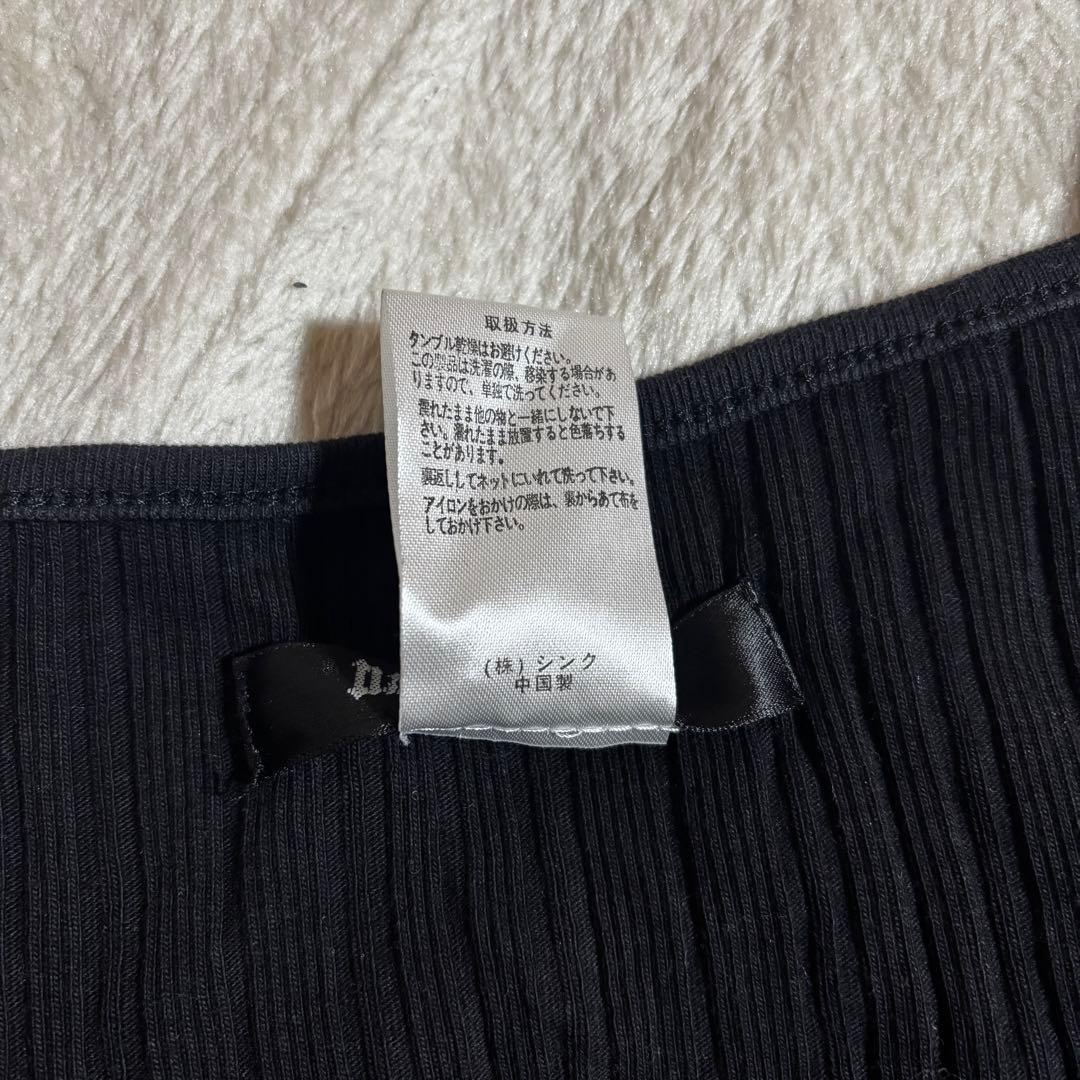 取扱方法
タンブル乾燥はお避けください。
この製品は洗濯の際、移染する場合があ
りますので、単独で洗ってください。
濡れたまま他の物と一緒にしないで下
さい。濡れたまま放置すると色落ちする
ことがあります。
裏返ししてネットにいれて洗って下さい。
アイロンをおかけの際は、裏からあて布を
しておかけ下さい。
(株)シンク
中国製